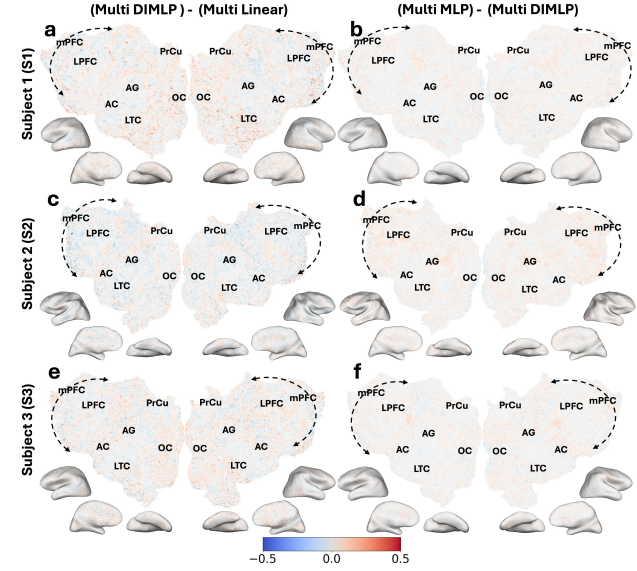 (Multi DIMLP ) - (Multi Linear)
(Multi MLP) - (Multi DIMLP)
Subject 1 (S1)
a
mPFC
LPFC
PrCu
AG
AC
OC
LTC
PrCu
mPFC
LPFC
AG
OC
AC
LTC
b
mPFC
LPFC
PrCu
AG
AC
OC
LTC
PrCu
mPFC
LPFC
AG
OC
AC
LTC
Subject 2 (S2)
c
mPFC
LPFC
PrCu
AG
AC
OC
LTC
PrCu
LPFC
mPFC
AG
OC
AC
LTC
d
mPFC
LPFC
PrCu
AG
AC
OC
LTC
PrCu
LPFC
mPFC
AG
OC
AC
LTC
Subject 3 (S3)
e
mPFC
LPFC
PrCu
AG
AC
OC
LTC
PrCu
LPFC
mPFC
AG
OC
AC
LTC
f
mPFC
LPFC
PrCu
AG
AC
OC
LTC
PrCu
LPFC
mPFC
AG
OC
AC
LTC
−0.5 0.0 0.5